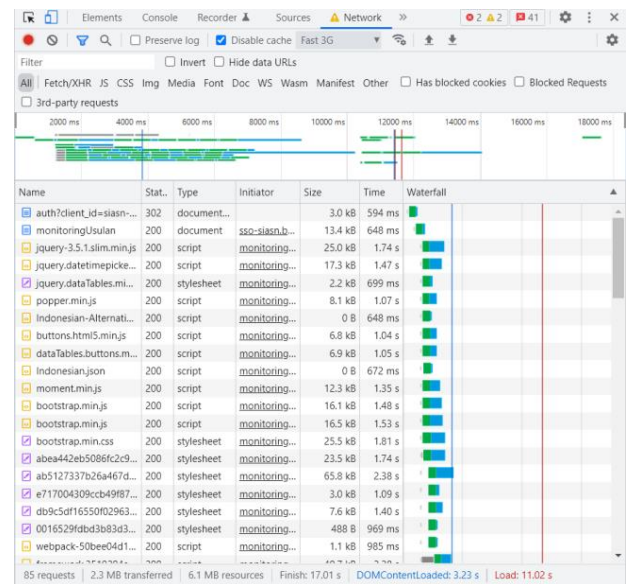 Elements Console Recorder Sources Network » 2 2 41
Preserve log Disable cache Fast 3G
Filter Invert Hide data URLs
All Fetch/XHR JS CSS Img Media Font Doc WS Wasm Manifest Other Has blocked cookies Blocked Requests
3rd-party requests
2000 ms 4000 ms 6000 ms 8000 ms 10000 ms 12000 ms 14000 ms 16000 ms 18000 ms
Name Stat.. Type Initiator Size Time Waterfall
auth?client_id=siasn-... 302 document... 3.0 kB 594 ms
monitoringUsulan 200 document sso-siasn.b... 13.4 kB 648 ms
jquery-3.5.1.slim.min.js 200 script monitoring... 25.0 kB 1.74 s
jquery.datetimepicke... 200 script monitoring... 17.3 kB 1.47 s
jquery.dataTables.mi... 200 stylesheet monitoring... 2.2 kB 699 ms
popper.min.js 200 script monitoring... 8.1 kB 1.07 s
Indonesian-Alternati... 200 script monitoring... 0 B 648 ms
buttons.html5.min.js 200 script monitoring... 6.8 kB 1.04 s
dataTables.buttons.m... 200 script monitoring... 6.9 kB 1.05 s
Indonesian.json 200 script monitoring... 0 B 672 ms
moment.min.js 200 script monitoring... 12.3 kB 1.35 s
bootstrap.min.js 200 script monitoring... 16.1 kB 1.48 s
bootstrap.min.js 200 script monitoring... 16.5 kB 1.53 s
bootstrap.min.css 200 stylesheet monitoring... 25.5 kB 1.81 s
abea442eb5086fc2c9... 200 stylesheet monitoring... 23.5 kB 1.74 s
ab5127337b26a467d... 200 stylesheet monitoring... 65.8 kB 2.38 s
e717004309ccb49f87... 200 stylesheet monitoring... 3.0 kB 1.09 s
db9c5df16550f02963... 200 stylesheet monitoring... 7.6 kB 1.40 s
0016529fdbd3b83d3... 200 stylesheet monitoring... 488 B 969 ms
webpack-50bee04d1... 200 script monitoring... 1.1 kB 985 ms
85 requests 2.3 MB transferred 6.1 MB resources Finish: 17.01 s DOMContentLoaded: 3.23 s Load: 11.02 s